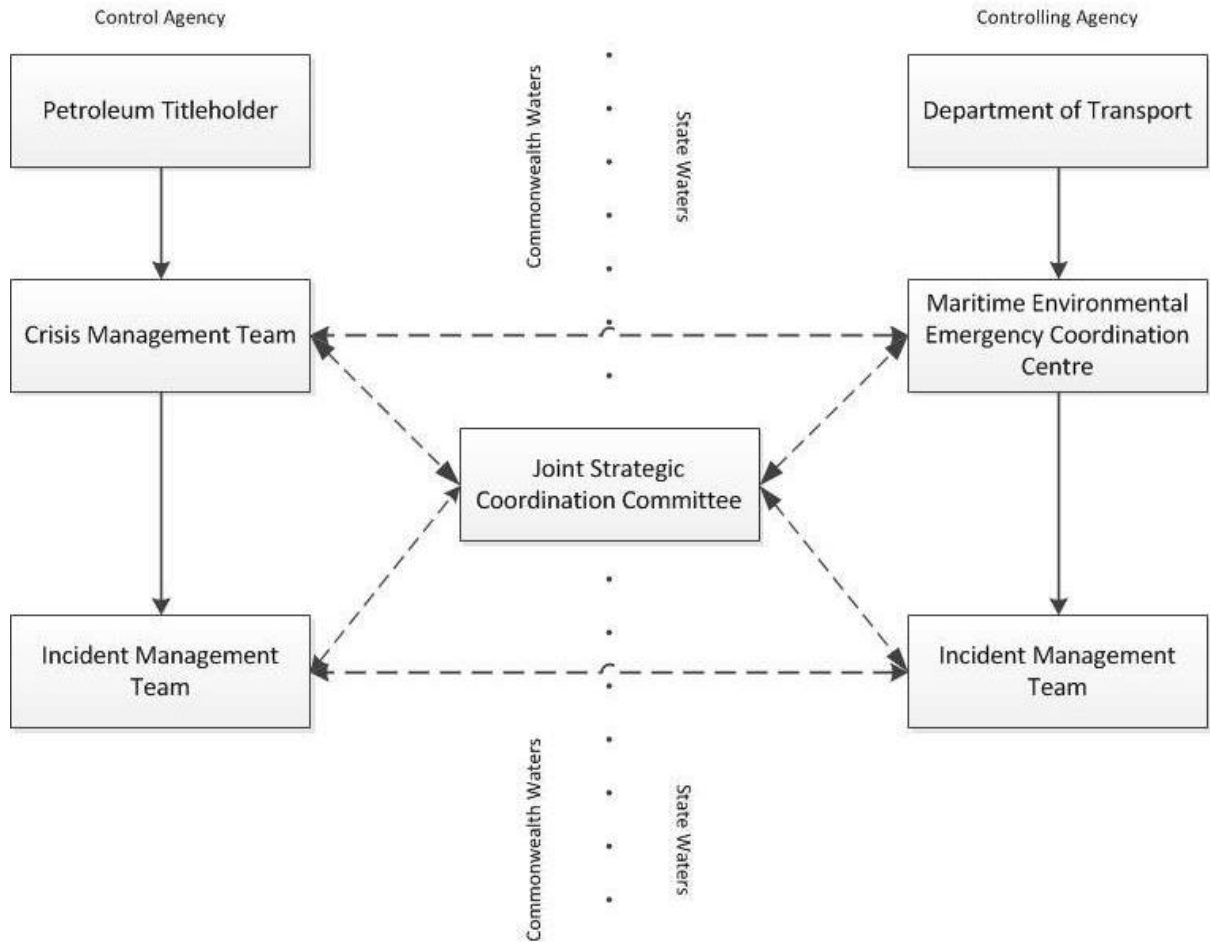 Control Agency
Controlling Agency
Petroleum Titleholder
Commonwealth Waters
State Waters
Department of Transport
Crisis Management Team
Maritime Environmental
Emergency Coordination
Centre
Joint Strategic
Coordination Committee
Incident Management
Team
Incident Management
Team
Commonwealth Waters
State Waters